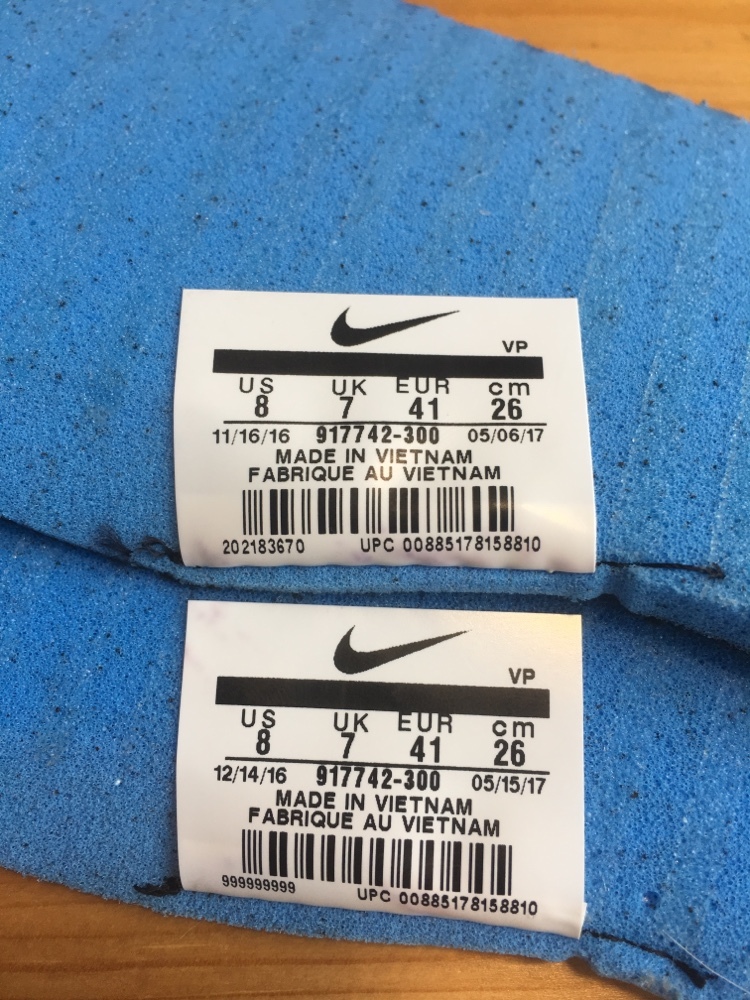 VP
US UK EUR cm
8 7 41 26
11/16/16 917742-300 05/06/17
MADE IN VIETNAM
FABRIQUE AU VIETNAM
202183670 UPC 00885178158810
VP
US UK EUR cm
8 7 41 26
12/14/16 917742-300 05/15/17
MADE IN VIETNAM
FABRIQUE AU VIETNAM
999999999 UPC 00885178158810